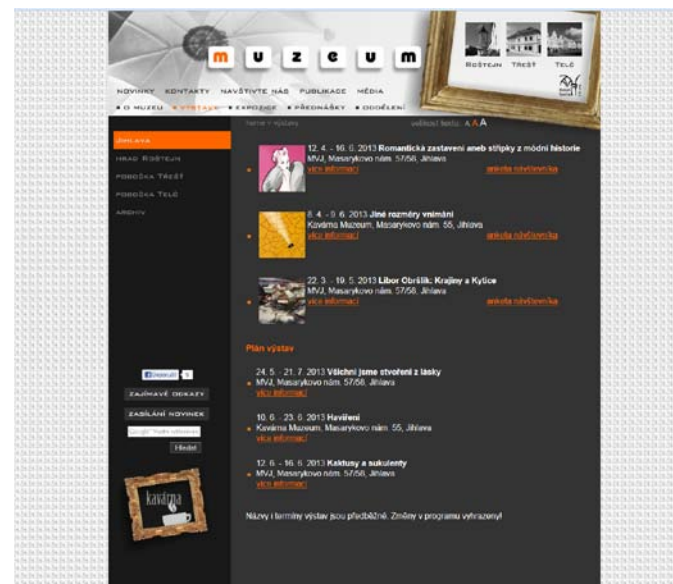 muzeum
Roštejn Třešť Telč
Novinky Kontakty Navštivte nás Publikace Média
O muzeu Výstavy Expozice Přednášky Oddělení
home > výstavy velikost textu: A A A
Jihlava
Hrad Roštejn
Pobočka Třešť
Pobočka Telč
Archiv
12. 4. - 16. 6. 2013 Romantická zastavení aneb střípky z módní historie
MVJ, Masarykovo nám. 57/58, Jihlava
více informací anketa návštěvníka
8. 4. - 9. 6. 2013 Jiné rozměry vnímání
Kavárna Muzeum, Masarykovo nám. 55, Jihlava
více informací anketa návštěvníka
22. 3. - 19. 5. 2013 Libor Obršlík: Krajiny a Kytice
MVJ, Masarykovo nám. 57/58, Jihlava
více informací anketa návštěvníka
Plán výstav
24. 5. - 21. 7. 2013 Všichni jsme stvořeni z lásky
MVJ, Masarykovo nám. 57/58, Jihlava
více informací
10. 6. - 23. 6. 2013 Havíření
Kavárna Muzeum, Masarykovo nám. 55, Jihlava
více informací
12. 6. - 16. 6. 2013 Kaktusy a sukulenty
MVJ, Masarykovo nám. 57/58, Jihlava
více informací
Názvy i termíny výstav jsou předběžné. Změny v programu vyhrazeny!
Zajímavé odkazy
Zasílání novinek
Hledat
kavárna